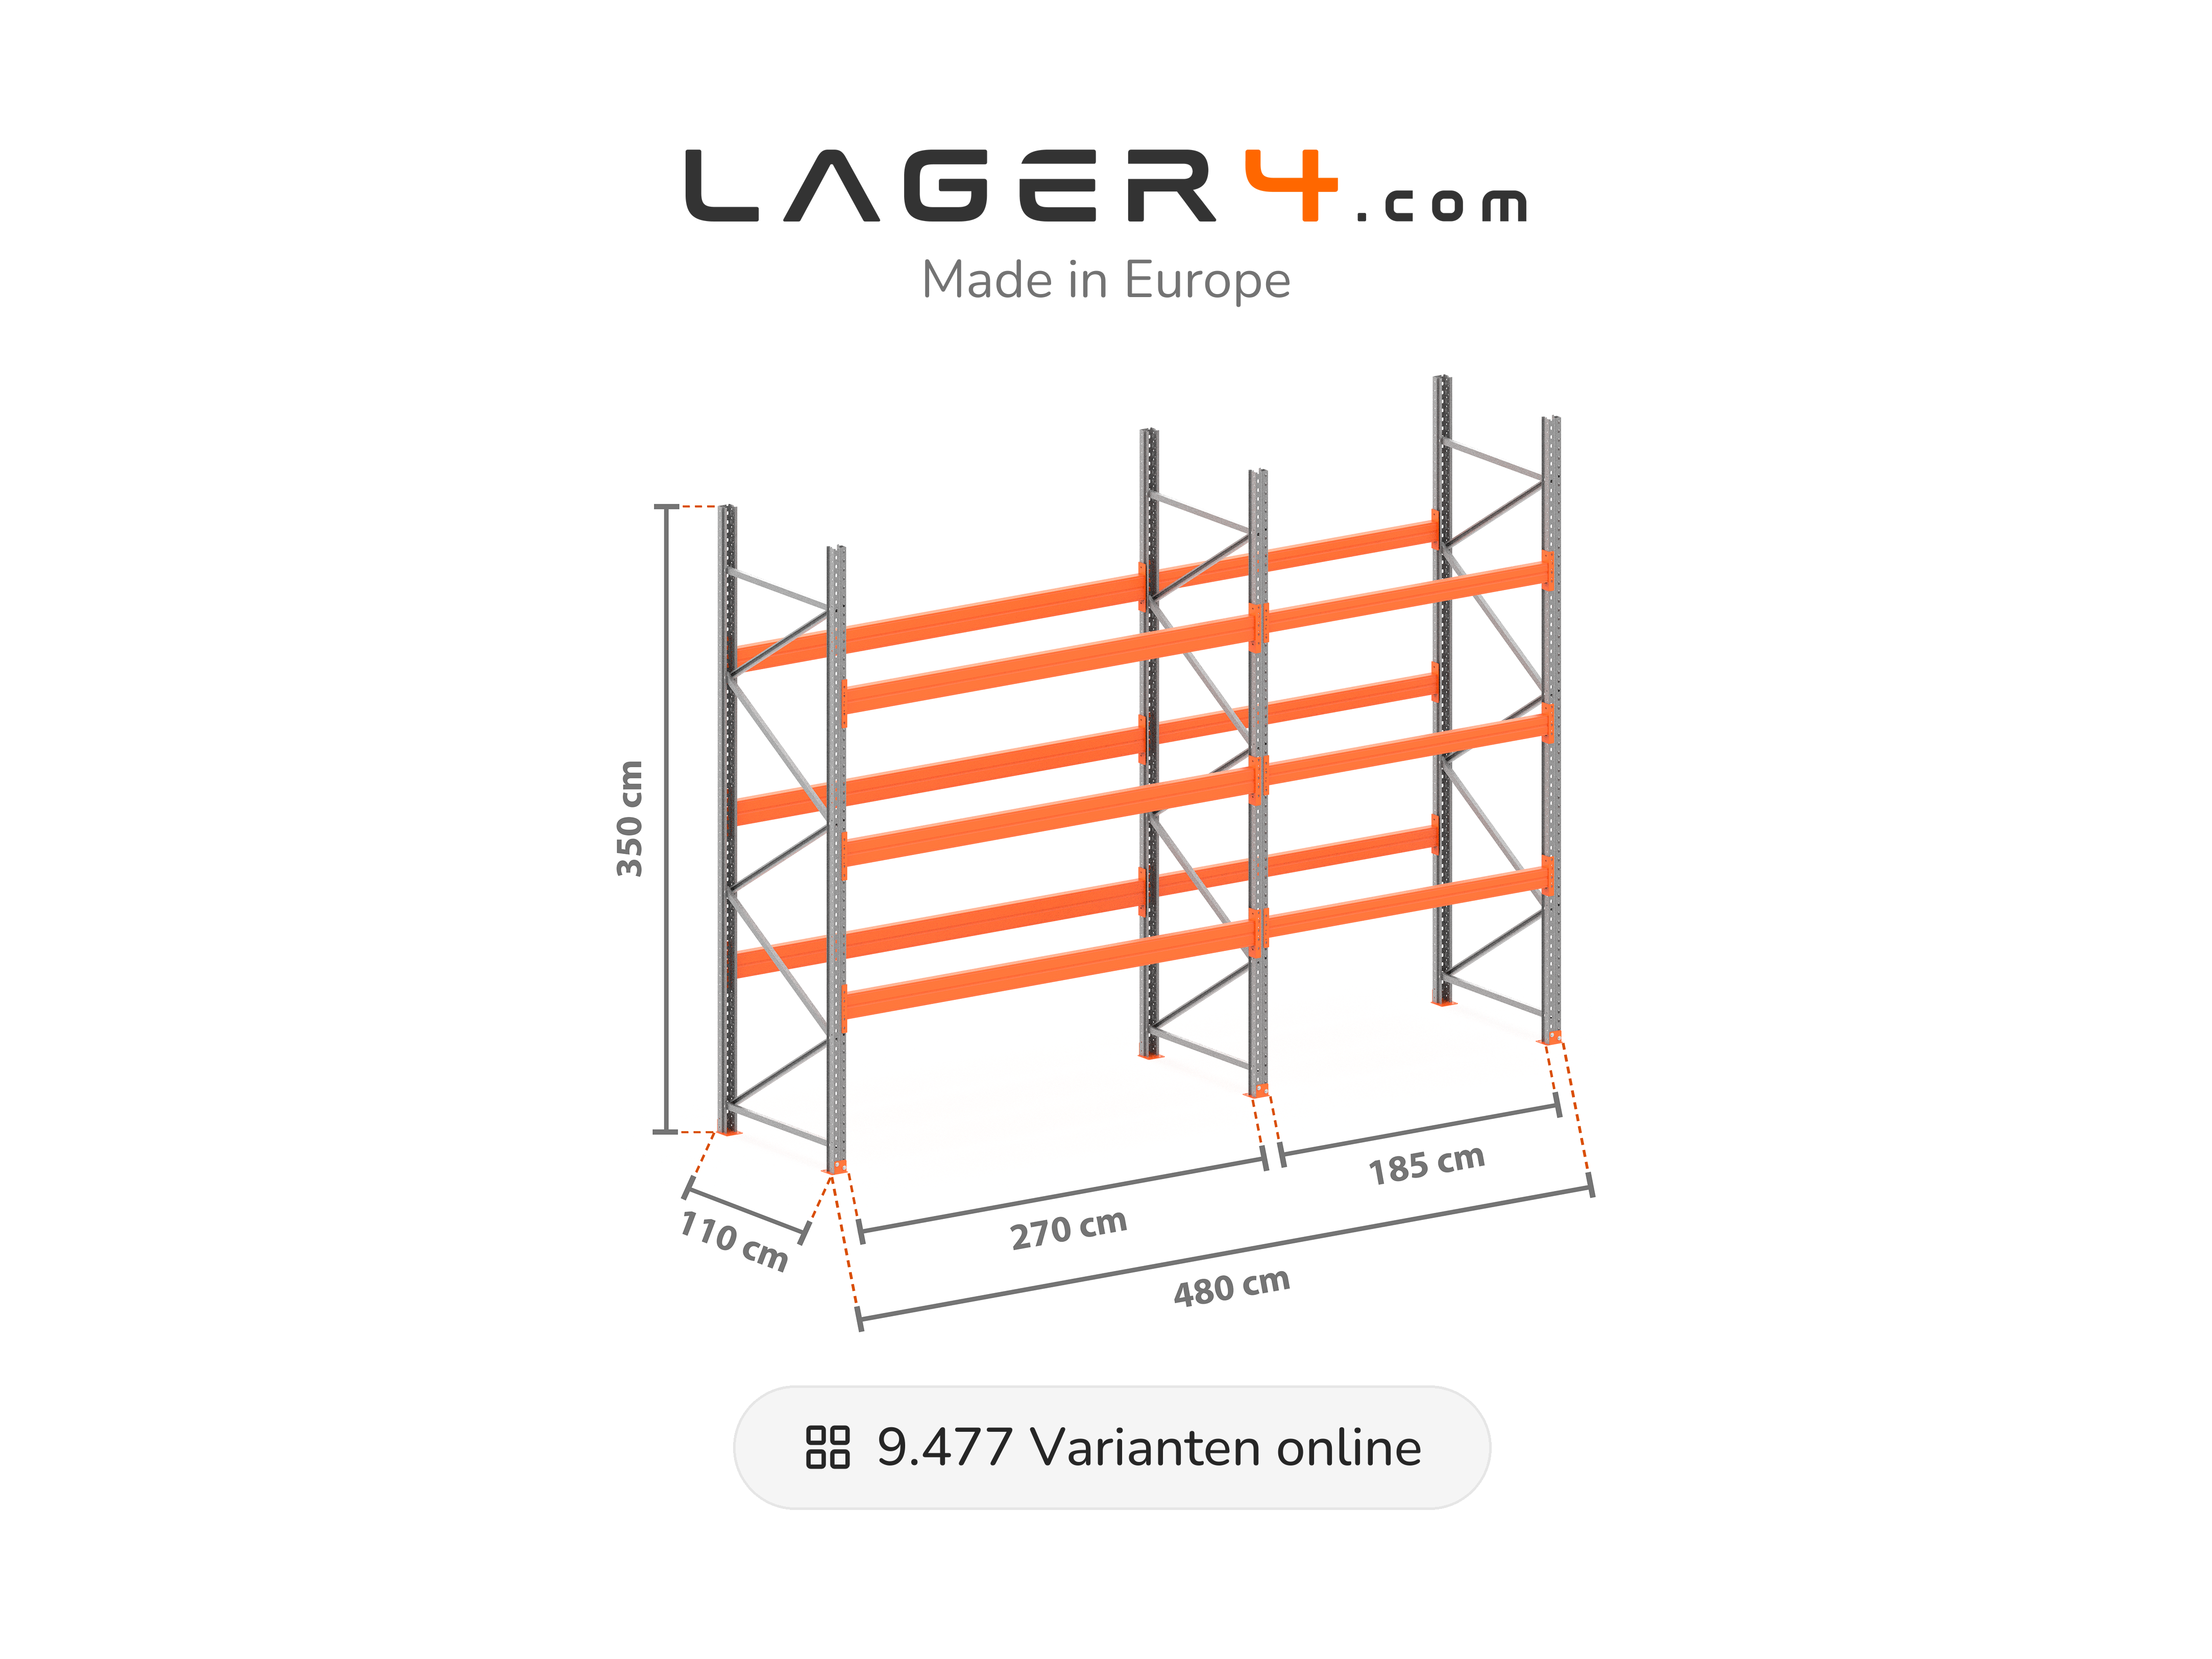 LAGER4.com
Made in Europe
350 cm
110 cm
270 cm
185 cm
480 cm
9.477 Varianten online